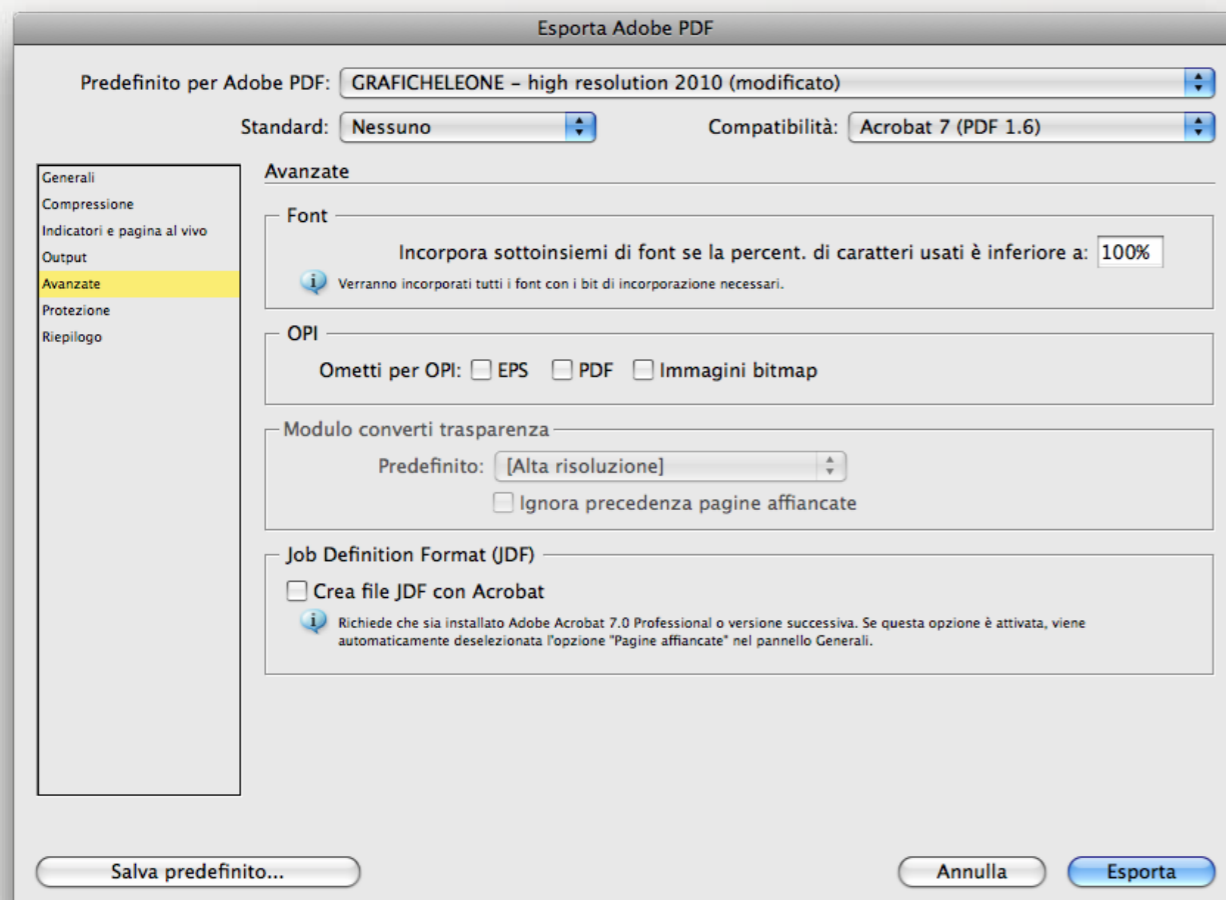 Esporta Adobe PDF
Predefinito per Adobe PDF: GRAFICHELEONE – high resolution 2010 (modificato)
Standard: Nessuno Compatibilità: Acrobat 7 (PDF 1.6)
Generali
Compressione
Indicatori e pagina al vivo
Output
Avanzate
Protezione
Riepilogo
Avanzate
Font
Incorpora sottoinsiemi di font se la percent. di caratteri usati è inferiore a: 100%
Verranno incorporati tutti i font con i bit di incorporazione necessari.
OPI
Ometti per OPI: EPS PDF Immagini bitmap
Modulo converti trasparenza
Predefinito: [Alta risoluzione]
Ignora precedenza pagine affiancate
Job Definition Format (JDF)
Crea file JDF con Acrobat
Richiede che sia installato Adobe Acrobat 7.0 Professional o versione successiva. Se questa opzione è attivata, viene
automaticamente deselezionata l'opzione "Pagine affiancate" nel pannello Generali.
Salva predefinito... Annulla Esporta